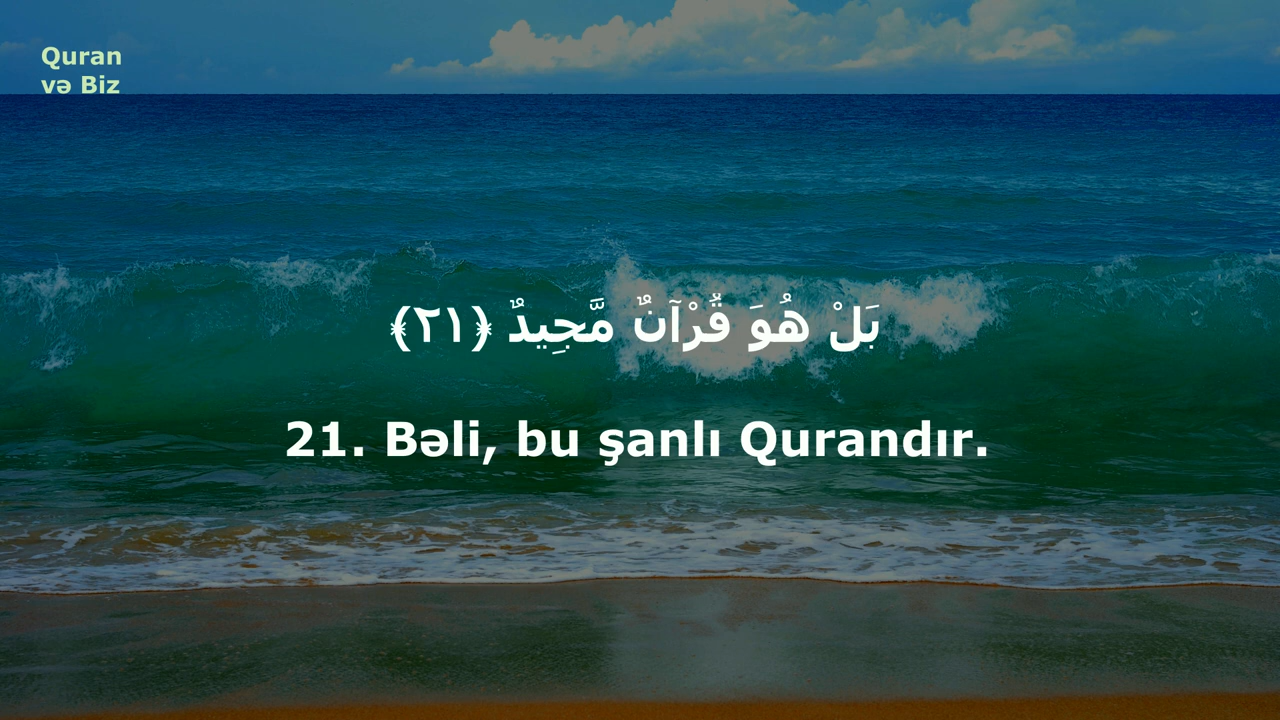 Quran
və Biz
بَلْ هُوَ قُرْآنٌ مَّجِيدٌ ﴿٢١﴾
21. Bəli, bu şanlı Qurandır.